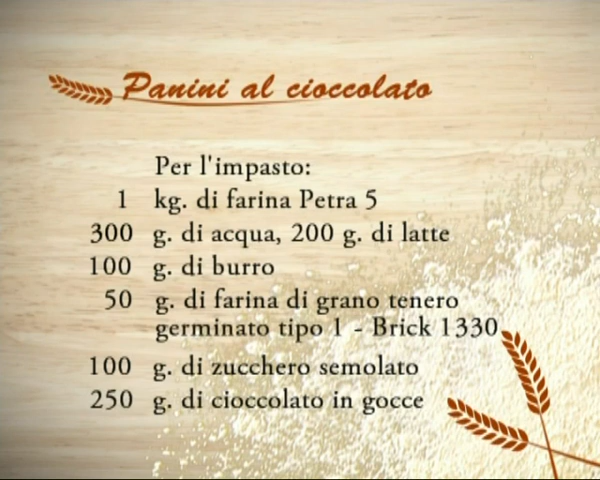 Panini al cioccolato
Per l'impasto:
1 kg. di farina Petra 5
300 g. di acqua, 200 g. di latte
100 g. di burro
50 g. di farina di grano tenero
germinato tipo 1 - Brick 1330
100 g. di zucchero semolato
250 g. di cioccolato in gocce